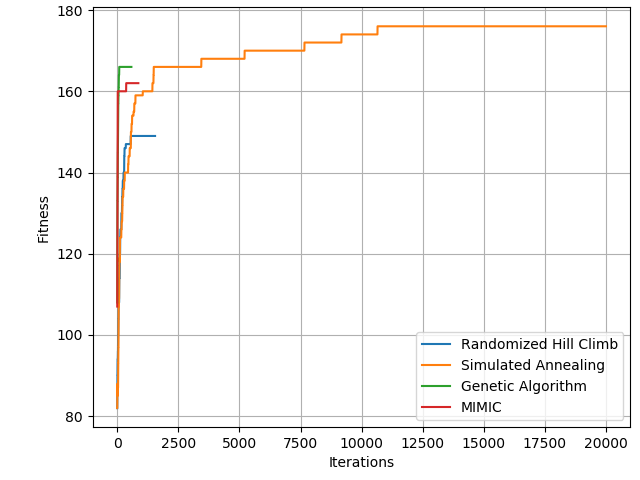 180
160
140
120
100
80
Fitness
0 2500 5000 7500 10000 12500 15000 17500 20000
Iterations
Randomized Hill Climb
Simulated Annealing
Genetic Algorithm
MIMIC